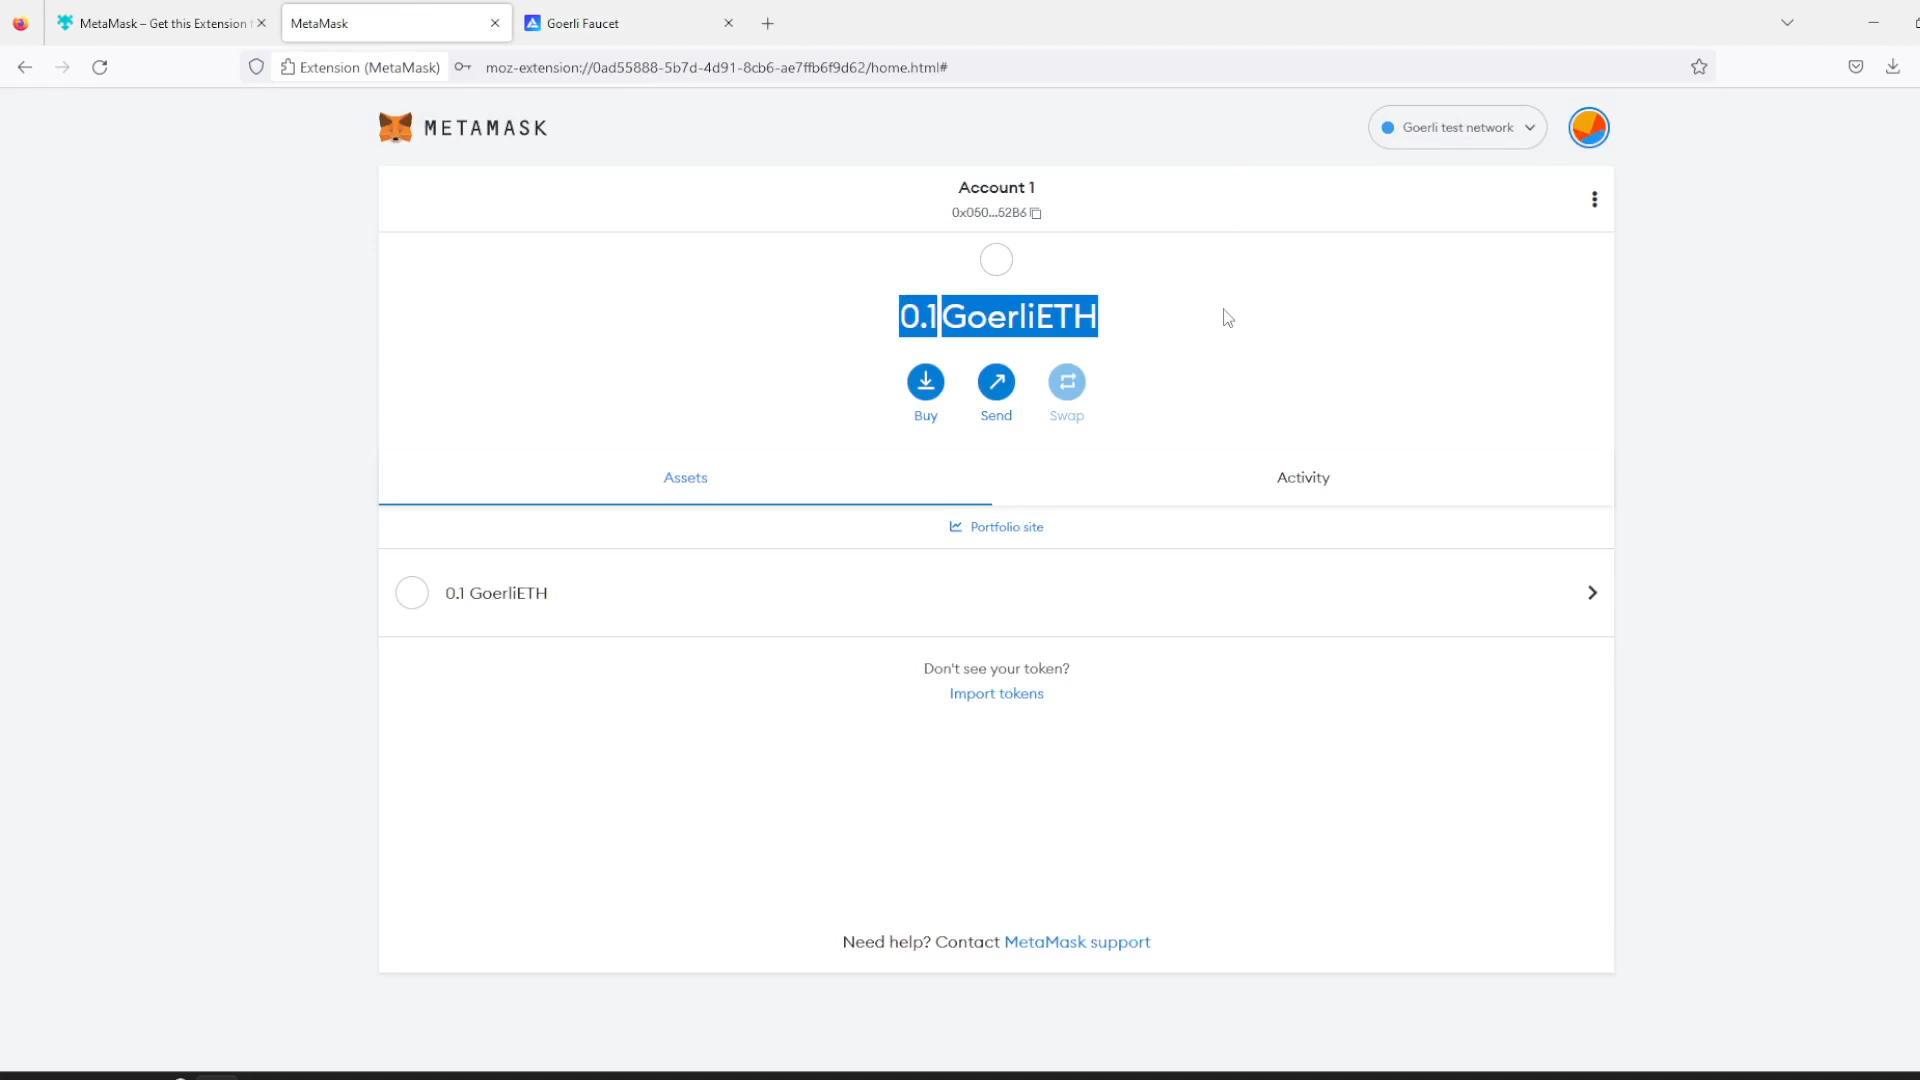 MetaMask – Get this Extension
MetaMask
Goerli Faucet
Extension (MetaMask)
moz-extension://0ad55888-5b7d-4d91-8cb6-ae7ffb6f9d62/home.html#
METAMASK
Goerli test network
Account 1
0x050...52B6
0.1 GoerliETH
Buy
Send
Swap
Assets
Activity
Portfolio site
0.1 GoerliETH
Don't see your token?
Import tokens
Need help? Contact MetaMask support